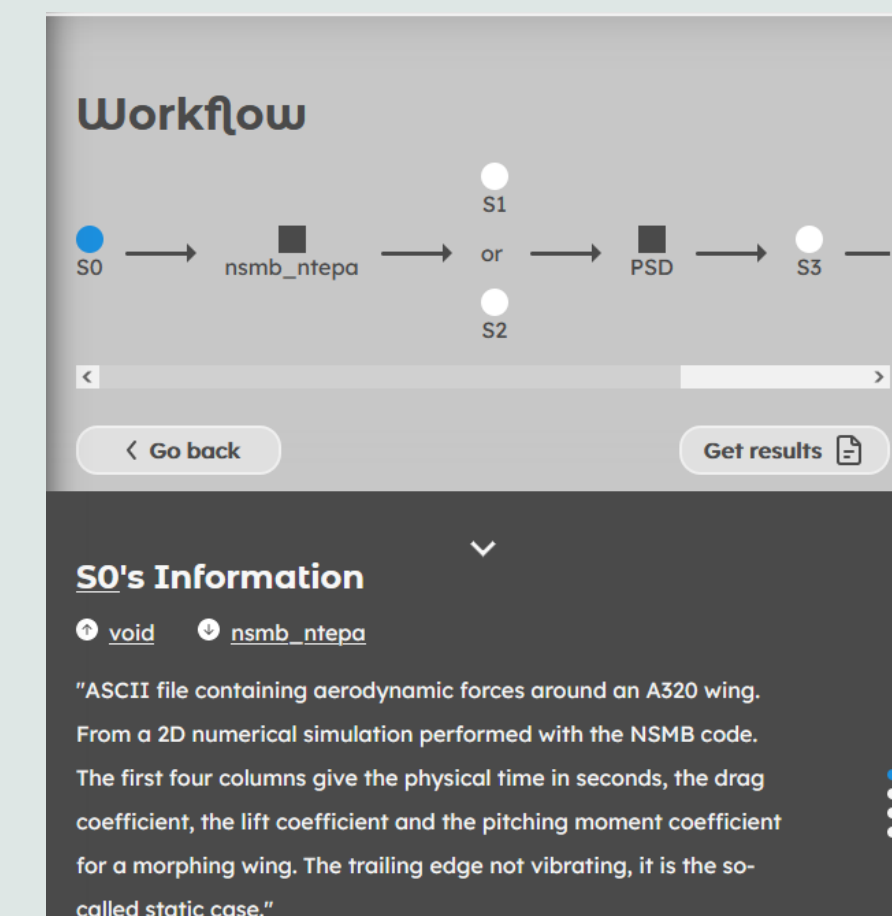 Workflow
S1
S0
nsmb_ntepa
or
PSD
S3
S2
Go back
Get results
S0's Information
void nsmb_ntepa
"ASCII file containing aerodynamic forces around an A320 wing.
From a 2D numerical simulation performed with the NSMB code.
The first four columns give the physical time in seconds, the drag
coefficient, the lift coefficient and the pitching moment coefficient
for a morphing wing. The trailing edge not vibrating, it is the so-
called static case."